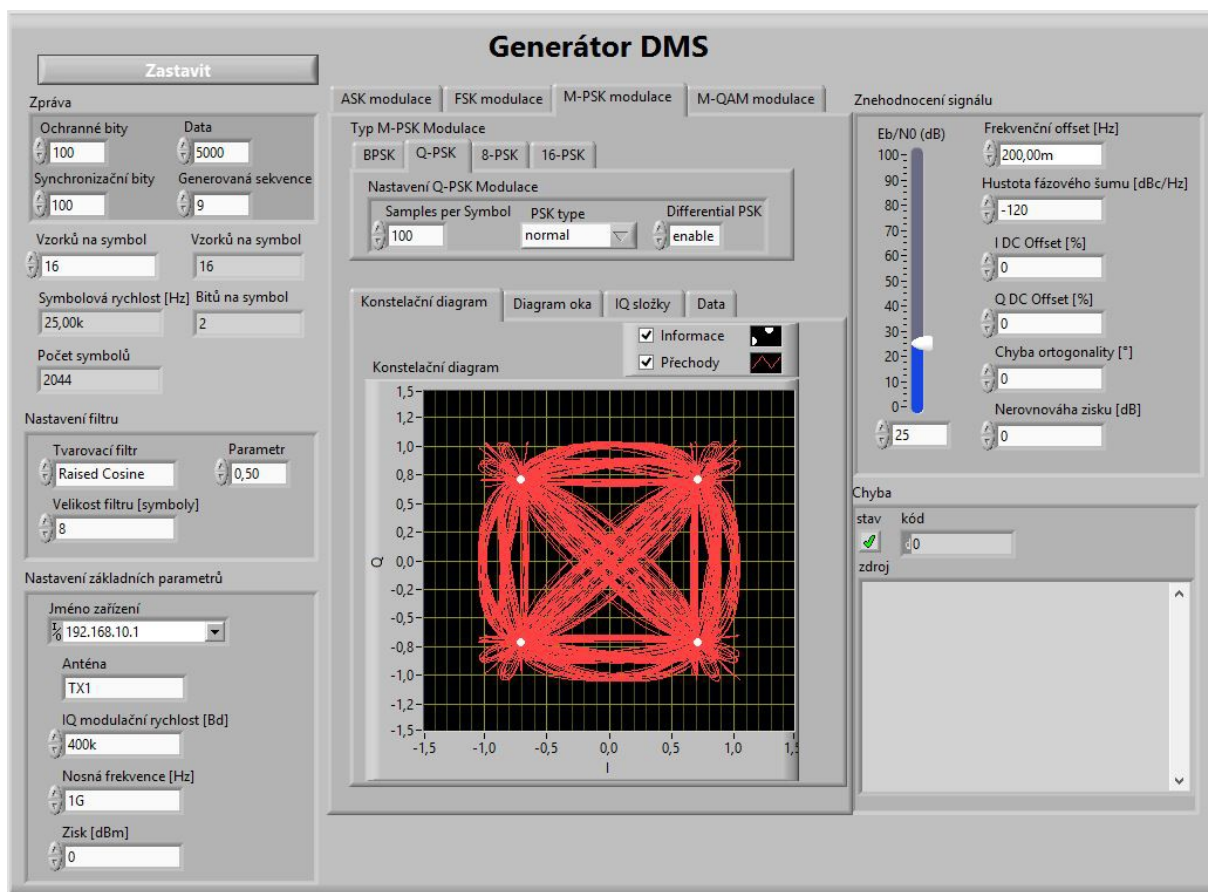 Generátor DMS
Zastavit
Zpráva
Ochranné bity Data
100 5000
Synchronizační bity Generovaná sekvence
100 9
Vzorků na symbol Vzorků na symbol
16 16
Symbolová rychlost [Hz] Bitů na symbol
25,00k 2
Počet symbolů
2044
Nastavení filtru
Tvarovací filtr Parametr
Raised Cosine 0,50
Velikost filtru [symboly]
8
Nastavení základních parametrů
Jméno zařízení
192.168.10.1
Anténa
TX1
IQ modulační rychlost [Bd]
400k
Nosná frekvence [Hz]
1G
Zisk [dBm]
0
ASK modulace FSK modulace M-PSK modulace M-QAM modulace
Typ M-PSK Modulace
BPSK Q-PSK 8-PSK 16-PSK
Nastavení Q-PSK Modulace
Samples per Symbol PSK type Differential PSK
100 normal enable
Konstelační diagram Diagram oka IQ složky Data
Informace
Přechody
Konstelační diagram
1,5
1,2
1,0
0,8
0,5
0,2
0,0
-0,2
-0,5
-0,8
-1,0
-1,2
-1,5
Q
-1,5 -1,0 -0,5 0,0 0,5 1,0 1,5
I
Znehodnocení signálu
Eb/N0 (dB)
100
90
80
70
60
50
40
30
20
10
0
25
Frekvenční offset [Hz]
200,00m
Hustota fázového šumu [dBc/Hz]
-120
I DC Offset [%]
0
Q DC Offset [%]
0
Chyba ortogonality [°]
0
Nerovnováha zisku [dB]
0
Chyba
stav kód
d0
zdroj